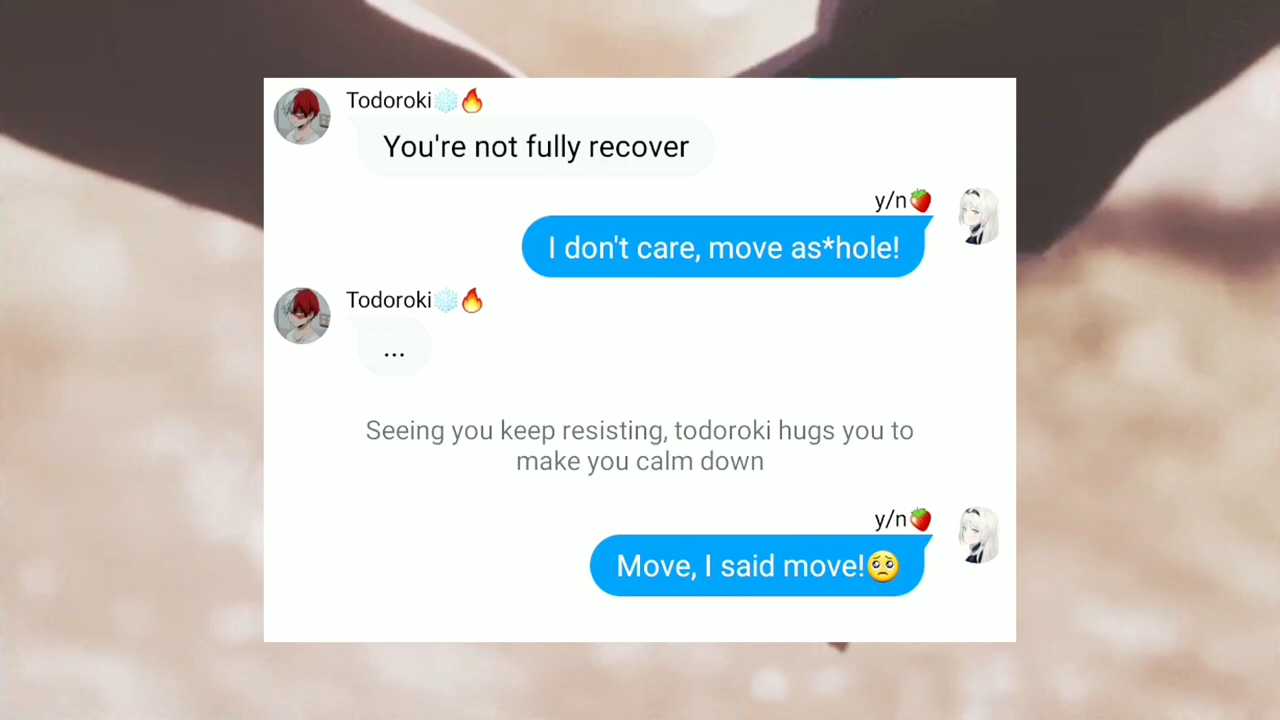 Todoroki❄️🔥
You're not fully recover
y/n🍓
I don't care, move as*hole!
Todoroki❄️🔥
...
Seeing you keep resisting, todoroki hugs you to
make you calm down
y/n🍓
Move, I said move!🥺